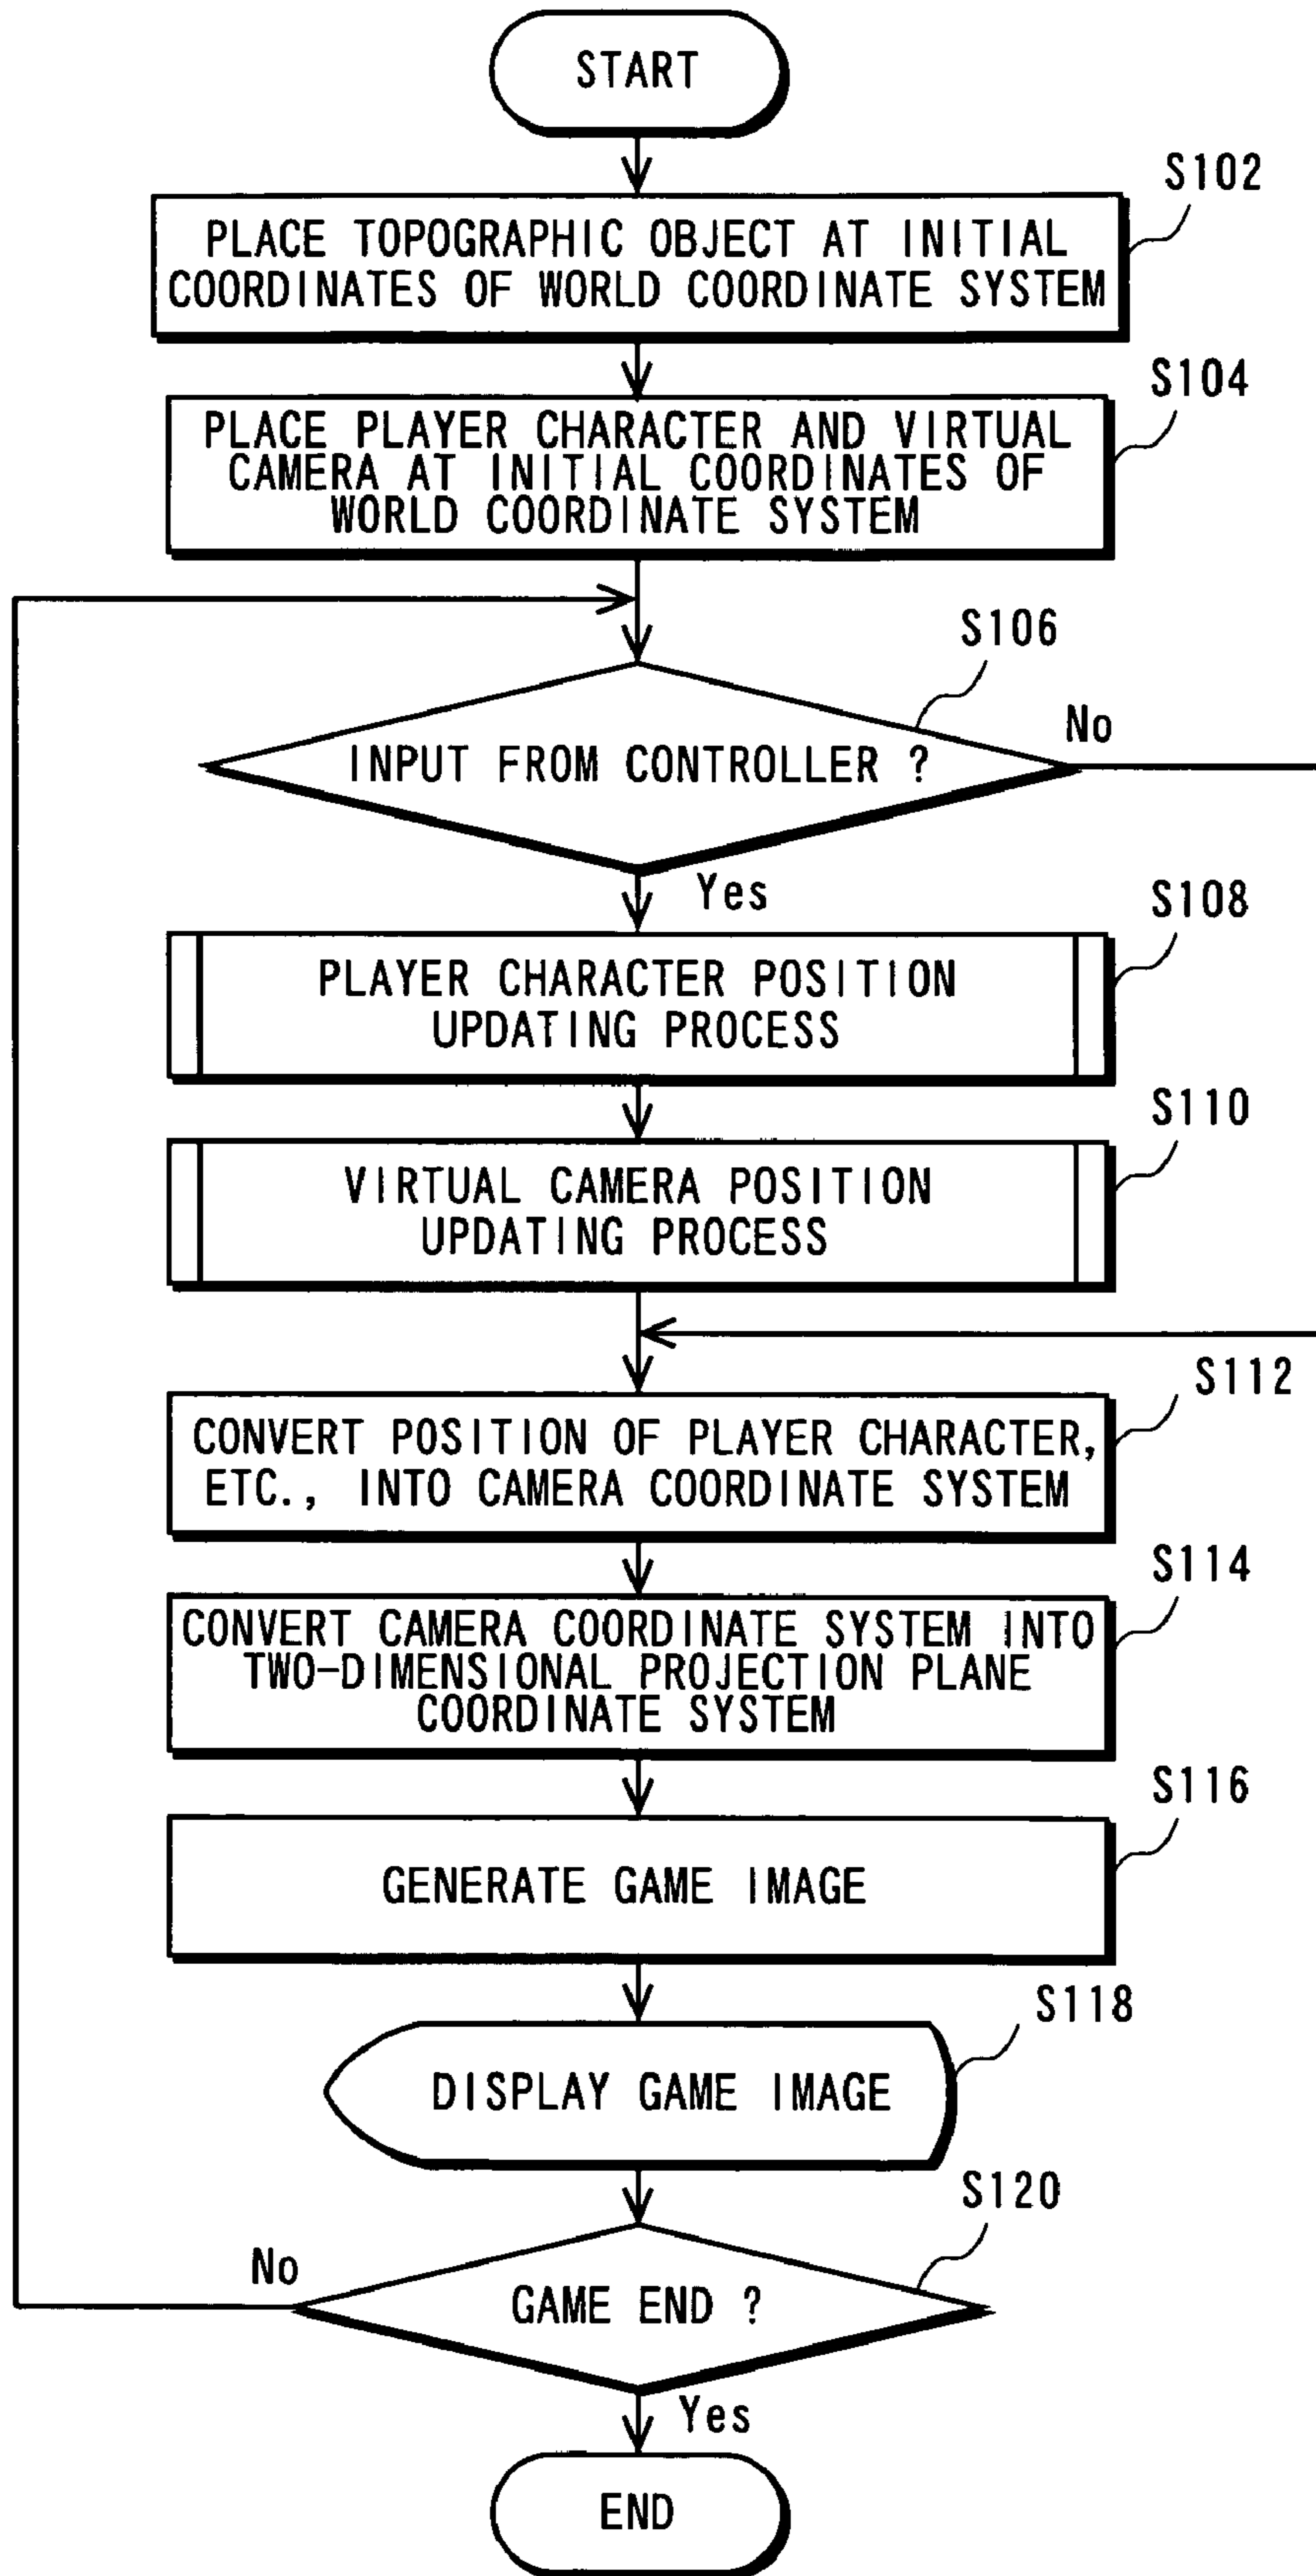 START
S102
PLACE TOPOGRAPHIC OBJECT AT INITIAL
COORDINATES OF WORLD COORDINATE SYSTEM
S104
PLACE PLAYER CHARACTER AND VIRTUAL
CAMERA AT INITIAL COORDINATES OF
WORLD COORDINATE SYSTEM
S106
No
INPUT FROM CONTROLLER ?
Yes
S108
PLAYER CHARACTER POSITION
UPDATING PROCESS
S110
VIRTUAL CAMERA POSITION
UPDATING PROCESS
S112
CONVERT POSITION OF PLAYER CHARACTER,
ETC., INTO CAMERA COORDINATE SYSTEM
S114
CONVERT CAMERA COORDINATE SYSTEM INTO
TWO-DIMENSIONAL PROJECTION PLANE
COORDINATE SYSTEM
S116
GENERATE GAME IMAGE
S118
DISPLAY GAME IMAGE
S120
No
GAME END ?
Yes
END